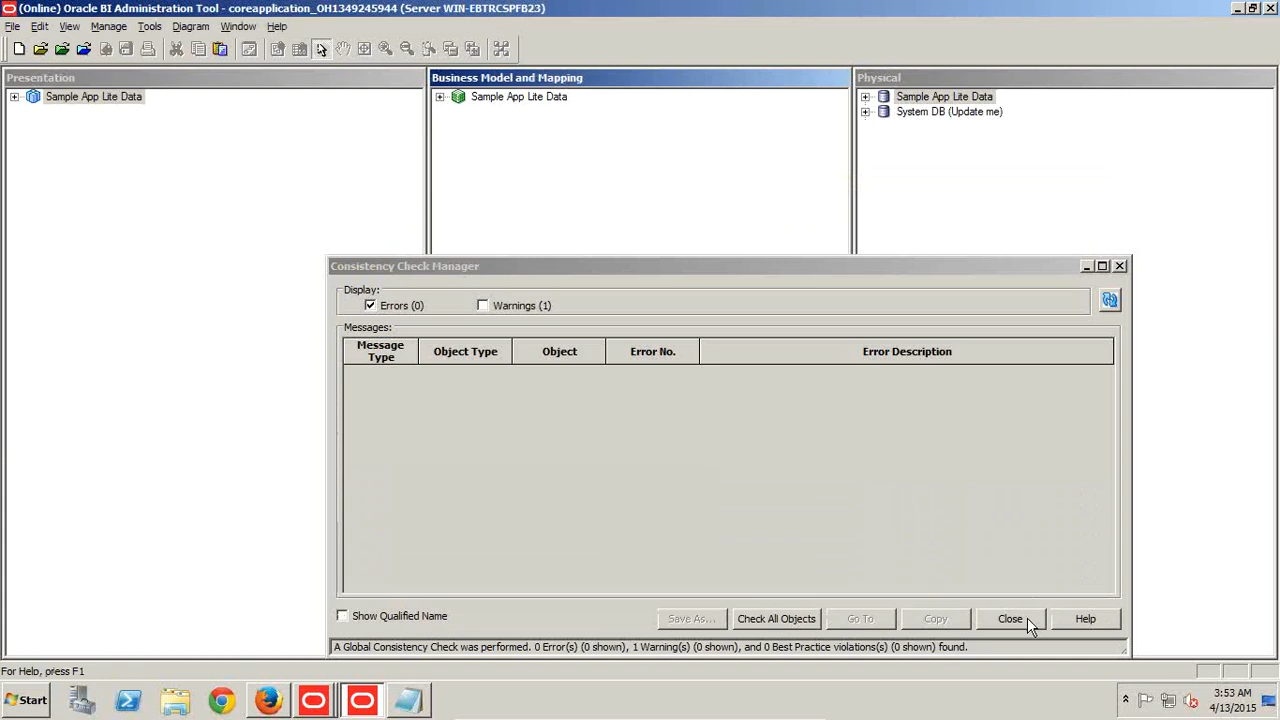 (Online) Oracle BI Administration Tool - coreapplication_OH1349245944 (Server WIN-EBTRCSPFB23)
File Edit View Manage Tools Diagram Window Help
Presentation
Sample App Lite Data
Business Model and Mapping
Sample App Lite Data
Physical
Sample App Lite Data
System DB (Update me)
Consistency Check Manager
Display:
Errors (0) Warnings (1)
Messages:
Message Type Object Type Object Error No. Error Description
Show Qualified Name Save As... Check All Objects Go To Copy Close Help
A Global Consistency Check was performed. 0 Error(s) (0 shown), 1 Warning(s) (0 shown), and 0 Best Practice violations(s) (0 shown) found.
For Help, press F1
Start
3:53 AM
4/13/2015